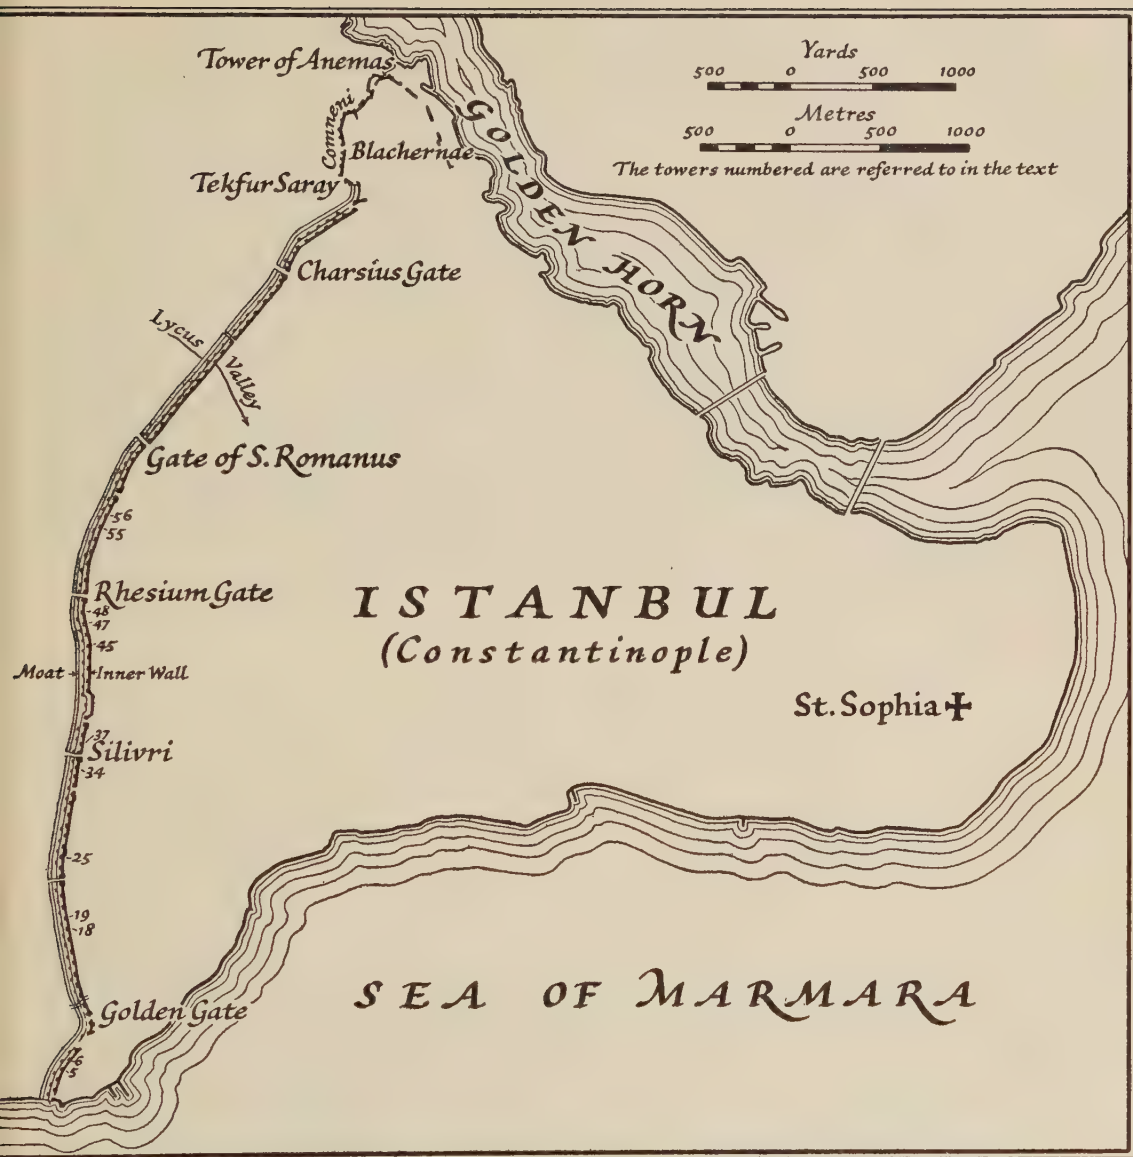 Tower of Anemas
Yards
500 0 500 1000
Metres
500 0 500 1000
The towers numbered are referred to in the text
GOLDEN HORN
Comneni
Blachernae
Tekfur Saray
Charsius Gate
Lycus Valley
Gate of S. Romanus
56
55
Rhesium Gate
48
47
45
Moat
Inner Wall
ISTANBUL
(Constantinople)
St. Sophia
37
Silivri
34
25
19
18
SEA OF MARMARA
Golden Gate
6
5